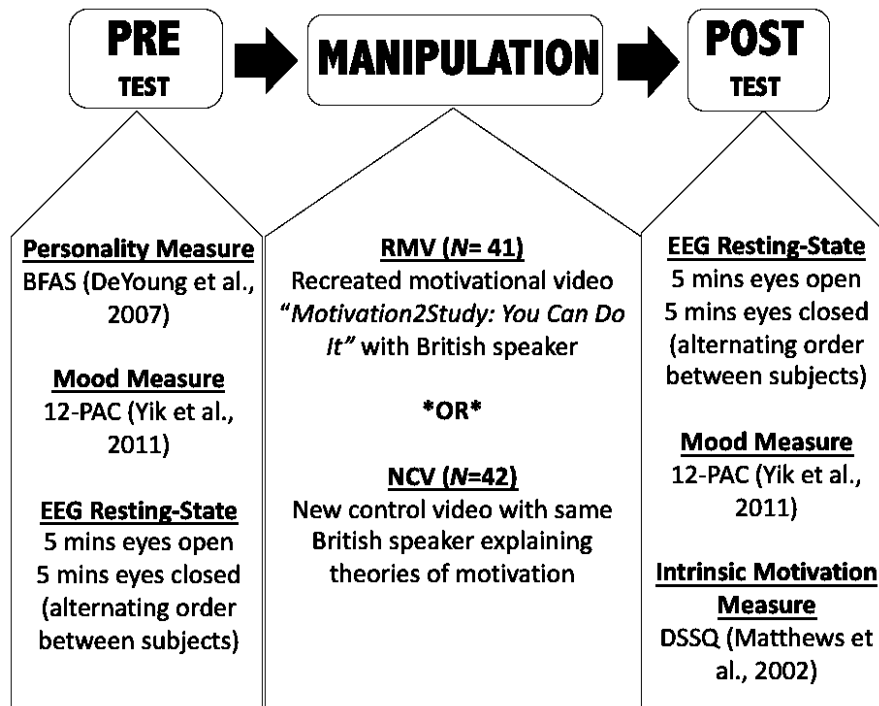 PRE
TEST
MANIPULATION
POST
TEST
Personality Measure
BFAS (DeYoung et al.,
2007)
Mood Measure
12-PAC (Yik et al.,
2011)
EEG Resting-State
5 mins eyes open
5 mins eyes closed
(alternating order
between subjects)
RMV (N= 41)
Recreated motivational video
“Motivation2Study: You Can Do
It” with British speaker
*OR*
NCV (N=42)
New control video with same
British speaker explaining
theories of motivation
EEG Resting-State
5 mins eyes open
5 mins eyes closed
(alternating order
between subjects)
Mood Measure
12-PAC (Yik et al.,
2011)
Intrinsic Motivation
Measure
DSSQ (Matthews et
al., 2002)